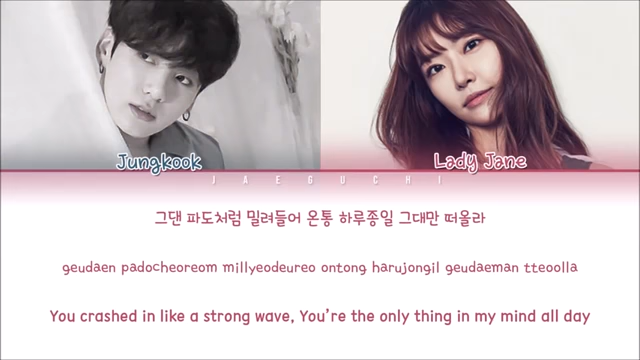 Jungkook
Lady Jane
JAEGUCHI
그댄 파도처럼 밀려들어 온통 하루종일 그대만 떠올라
geudaen padocheoreom millyeodeureo ontong harujongil geudaeman tteoolla
You crashed in like a strong wave, You're the only thing in my mind all day